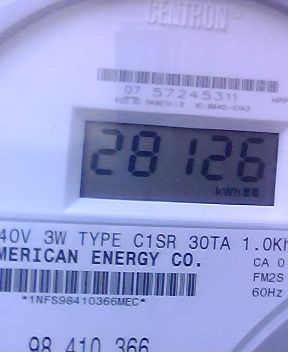 CENTRON®
07 57245311
28126
kWh
40V 3W TYPE C1SR 30TA 1.0Kh
MERICAN ENERGY CO.
CA 0
FM2S
60Hz
*1NFS98410366MEC*
98 410 366